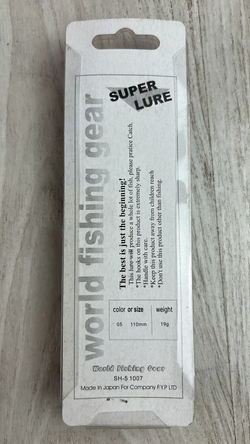 SUPER
LURE
world fishing gear
The best is just the beginning!
This lure will produce a whole lot of fish, please pratice Catch.
*The hooks on this product is extremely sharp.
*Handle with care.
*Keep this product away from children reach
*Don't use this product other than fishing.
color or size weight
05 110mm 19g
World Fishing Gear
SH-5 1007
Made In Japan For Company P.Y.P LTD